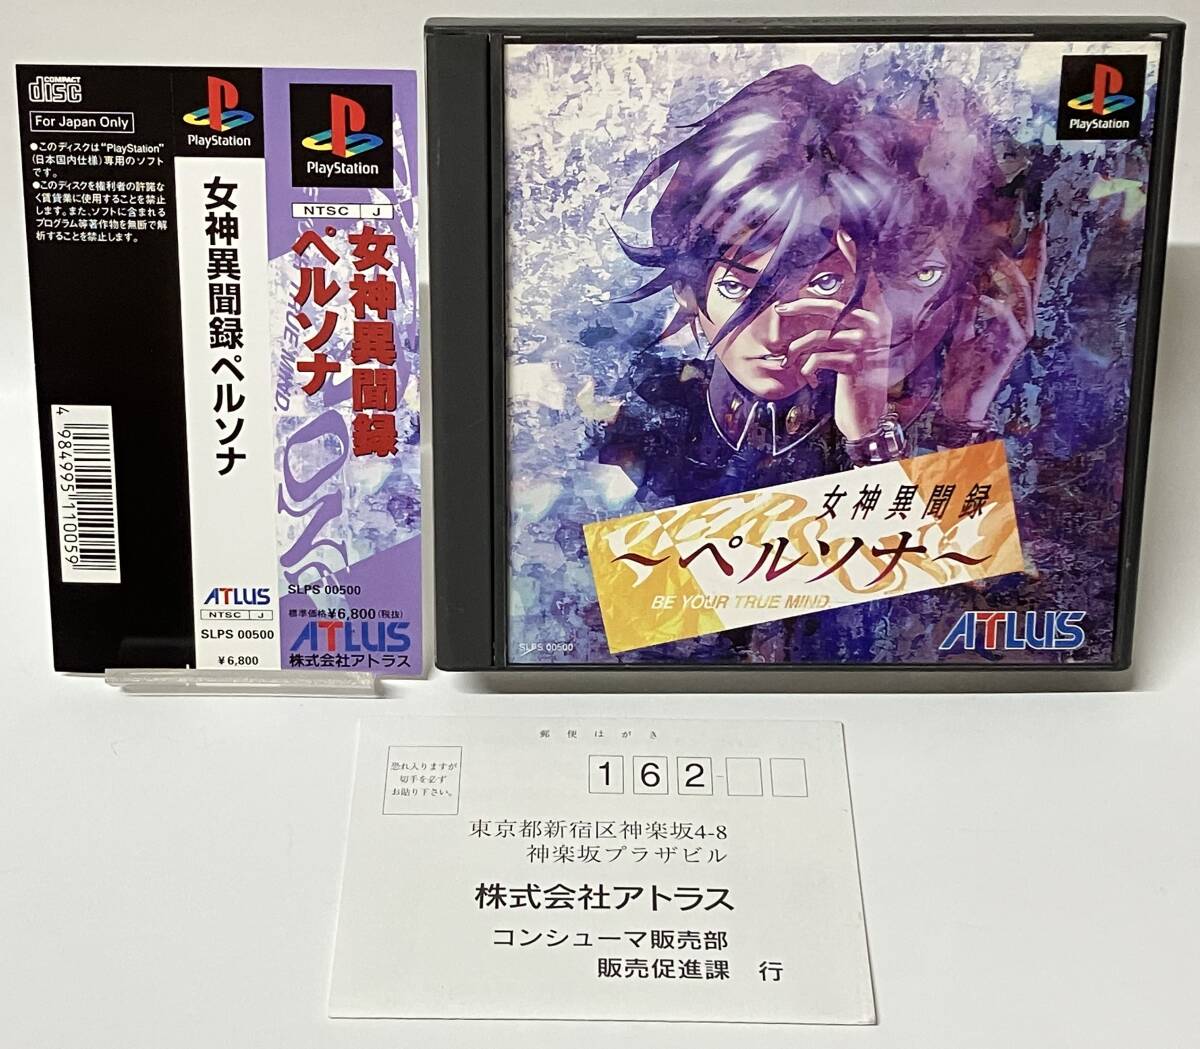 COMPACT
disc
For Japan Only
●このディスクは"PlayStation"
(日本国内仕様)専用のソフト
です。
●このディスクを権利者の許諾な
く賃貸業に使用することを禁止
します。また、ソフトに含まれる
プログラム等著作物を無断で解
析することを禁止します。
4 984995 110059
PlayStation
女神異聞録ペルソナ
ATLUS
NTSC J
SLPS 00500
¥6,800
PlayStation
NTSC J
女神異聞録
ペルソナ
TRUE MIND.
SLPS 00500
標準価格¥6,800(税抜)
ATLUS
株式会社アトラス
PlayStation
女神異聞録
～ペルソナ～
BE YOUR TRUE MIND
SLPS 00500
ATLUS
郵便はがき
恐れ入りますが
切手を必ず
お貼り下さい。
162-
東京都新宿区神楽坂4-8
神楽坂プラザビル
株式会社アトラス
コンシューマ販売部
販売促進課 行